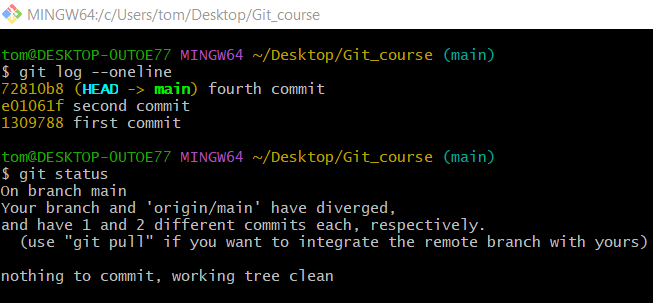 MINGW64:/c/Users/tom/Desktop/Git_course
tom@DESKTOP-OUTOE77 MINGW64 ~/Desktop/Git_course (main)
$ git log --oneline
72810b8 (HEAD -> main) fourth commit
e01061f second commit
1309788 first commit
tom@DESKTOP-OUTOE77 MINGW64 ~/Desktop/Git_course (main)
$ git status
On branch main
Your branch and 'origin/main' have diverged,
and have 1 and 2 different commits each, respectively.
  (use "git pull" if you want to integrate the remote branch with yours)
nothing to commit, working tree clean